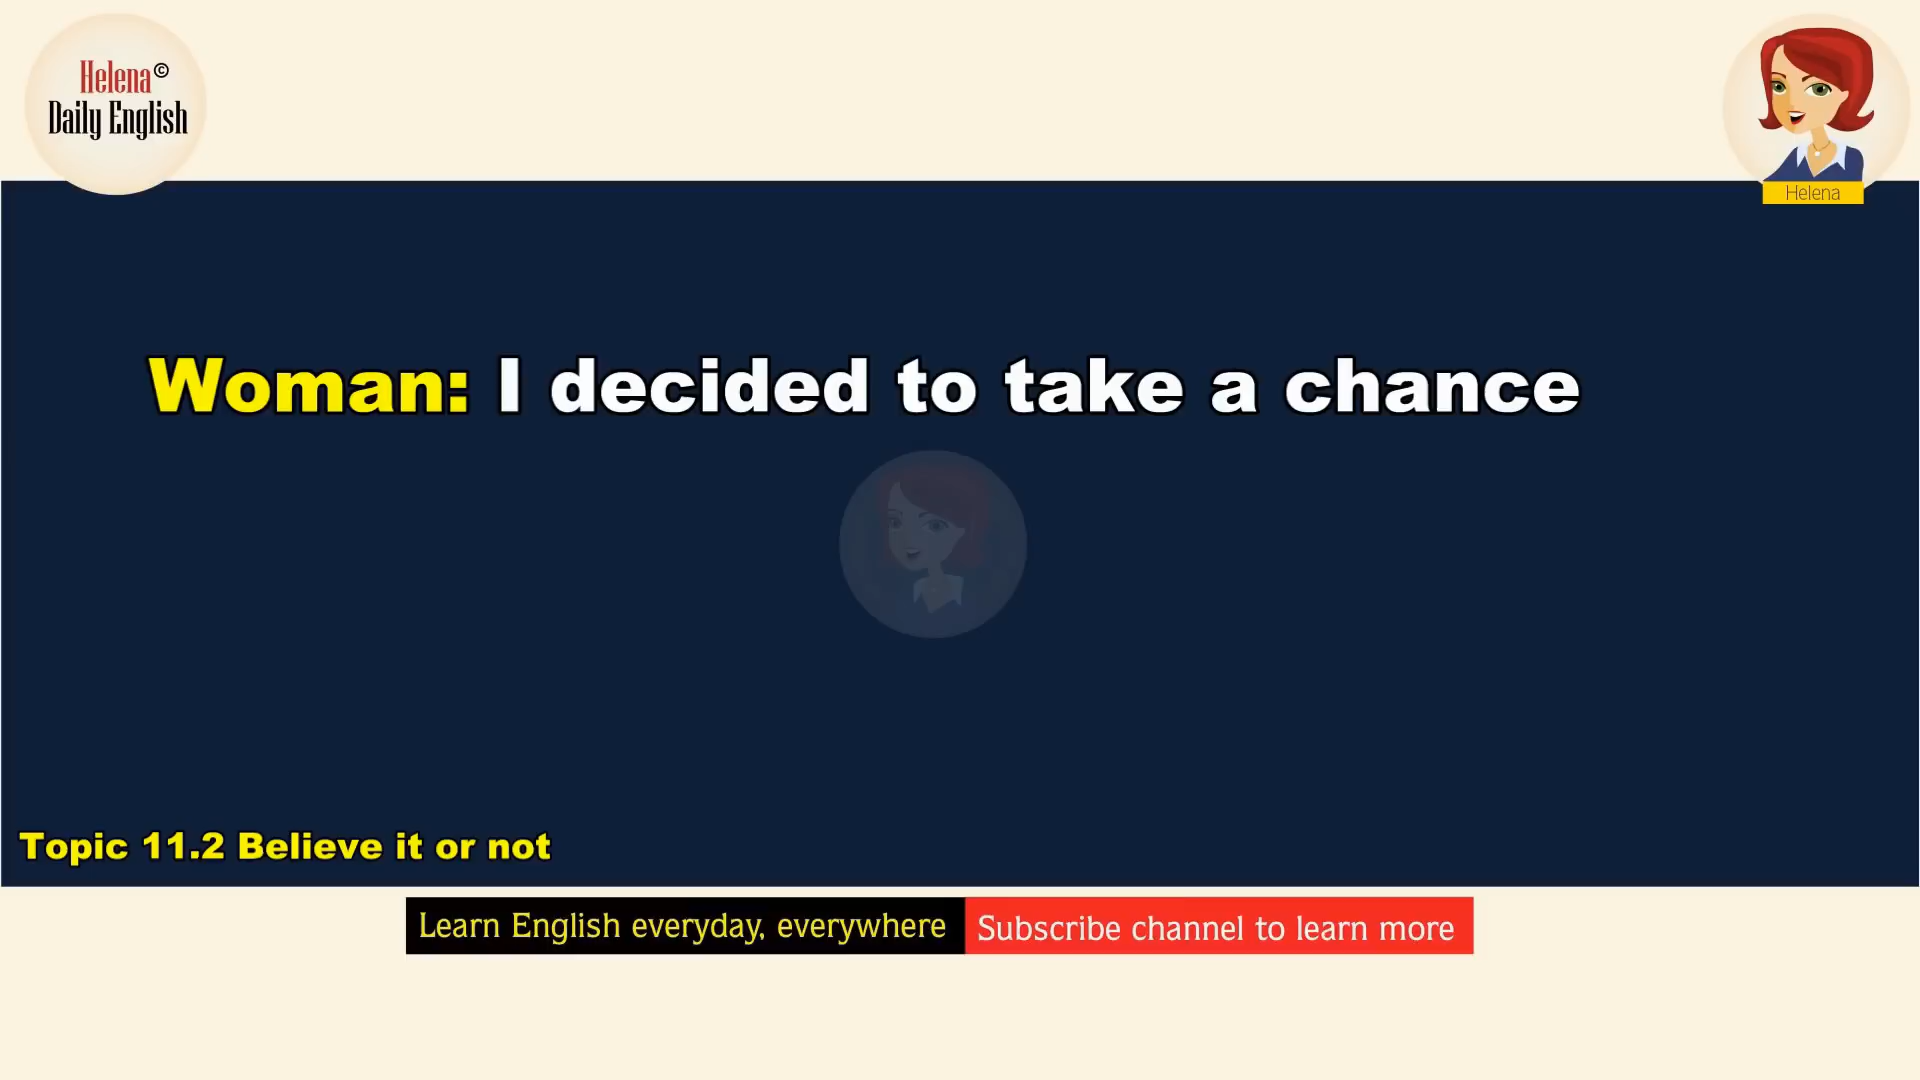 Helena©
Daily English
Helena
Woman: I decided to take a chance
Topic 11.2 Believe it or not
Learn English everyday, everywhere
Subscribe channel to learn more